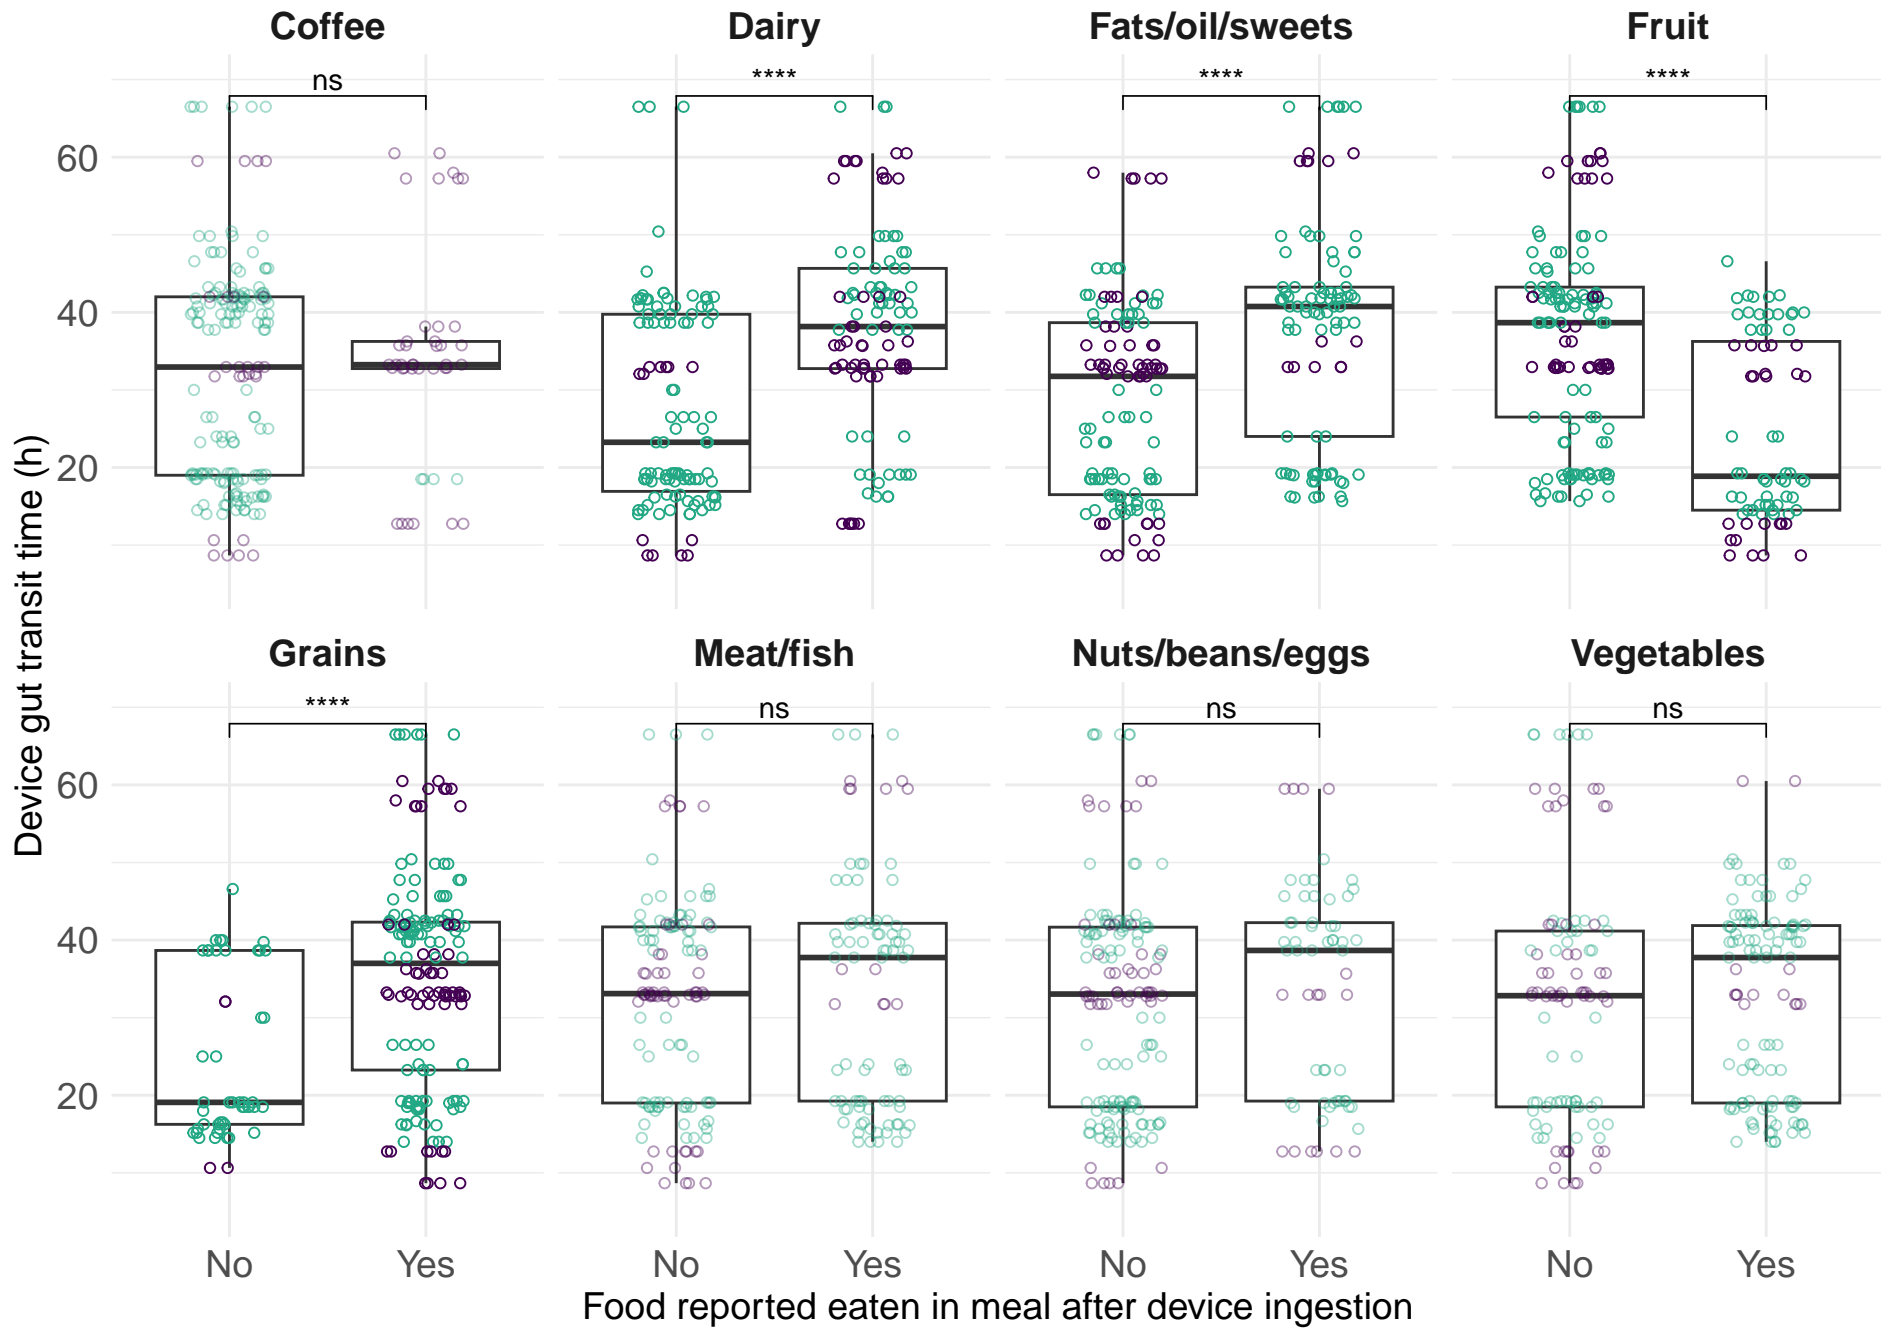 Coffee Dairy Fats/oil/sweets Fruit
ns **** **** ****
60
40
20
Device gut transit time (h)
Grains Meat/fish Nuts/beans/eggs Vegetables
**** ns ns ns
60
40
20
No Yes No Yes No Yes No Yes
Food reported eaten in meal after device ingestion